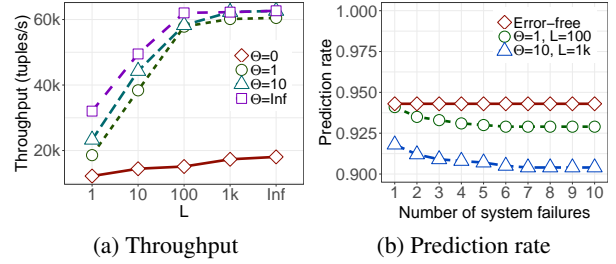 Throughput (tuples/s)
60k
40k
20k
Θ=0
Θ=1
Θ=10
Θ=Inf
1 10 100 1k Inf
L
(a) Throughput
Prediction rate
1.000
0.975
0.950
0.925
0.900
Error−free
Θ=1, L=100
Θ=10, L=1k
1 2 3 4 5 6 7 8 9 10
Number of system failures
(b) Prediction rate